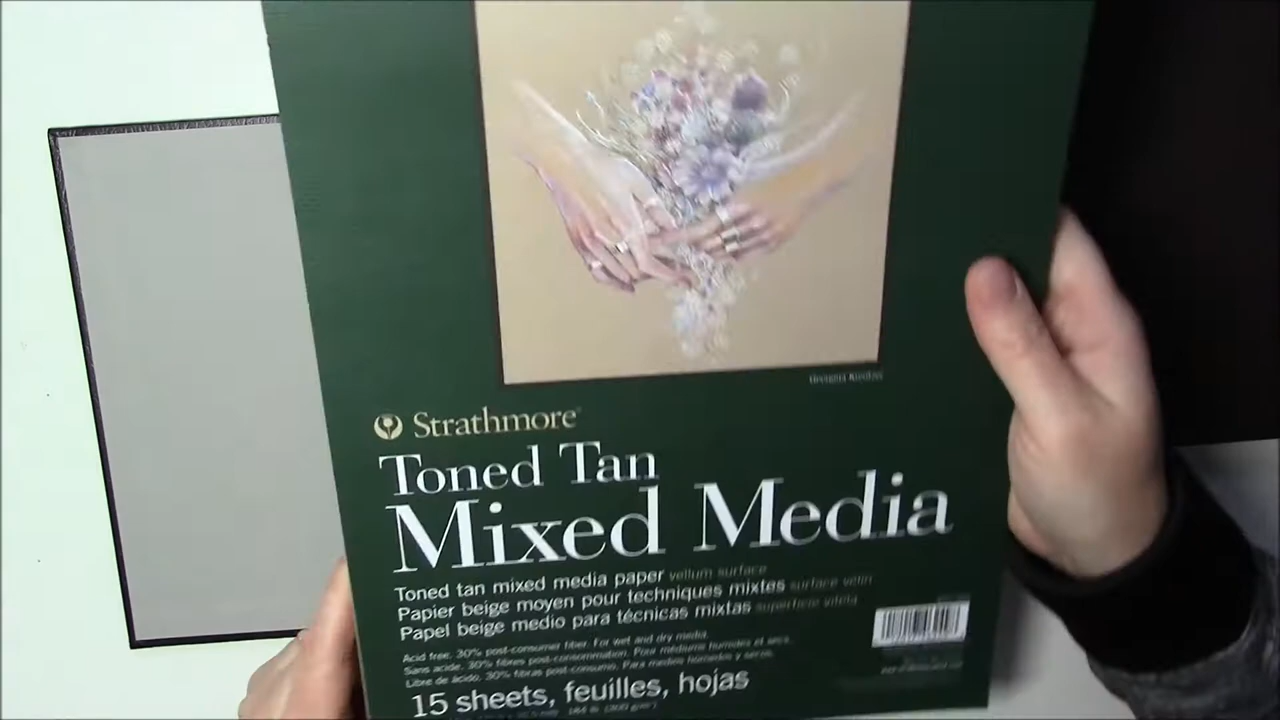 Strathmore
Toned Tan
Mixed Media
Toned tan mixed media paper vellum surface
Papier beige moyen pour techniques mixtes surface vélin
Papel beige medio para técnicas mixtas superficie vitela
Acid free. 30% post-consumer fiber. For wet and dry media.
Sans acide. 30% fibres post-consommation. Pour médiums humides et secs.
Libre de ácido. 30% fibras post-consumo. Para medios húmedos y secos.
15 sheets, feuilles, hojas